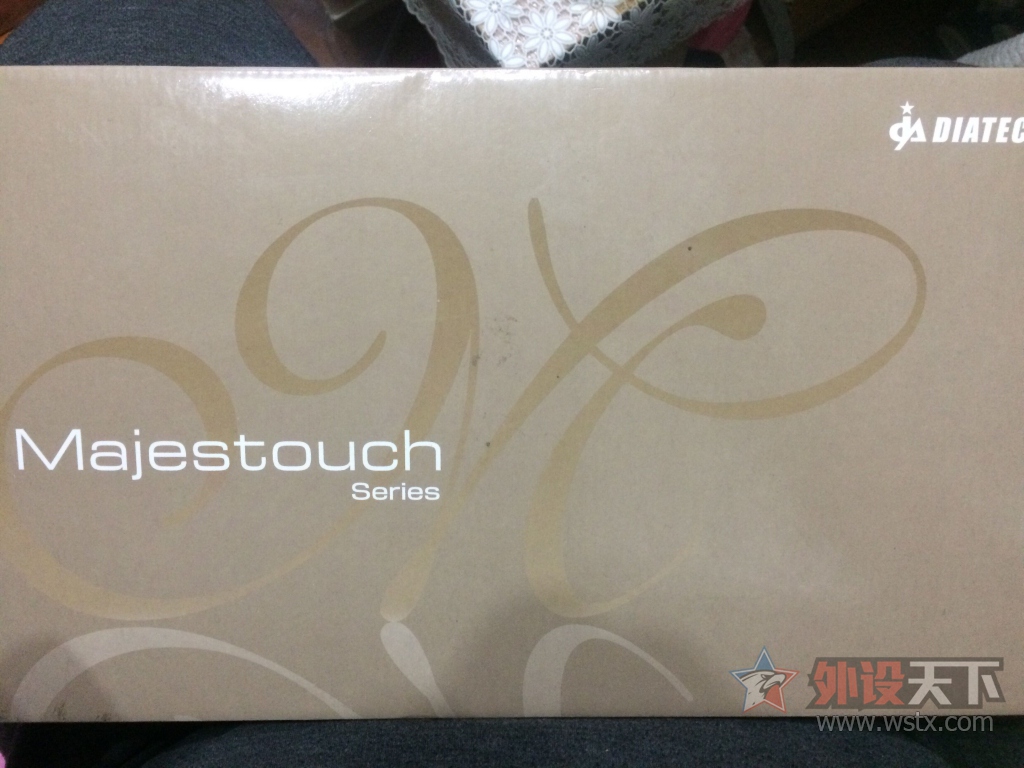 DIATEC
Majestouch
Series
外设天下
www.wstx.com